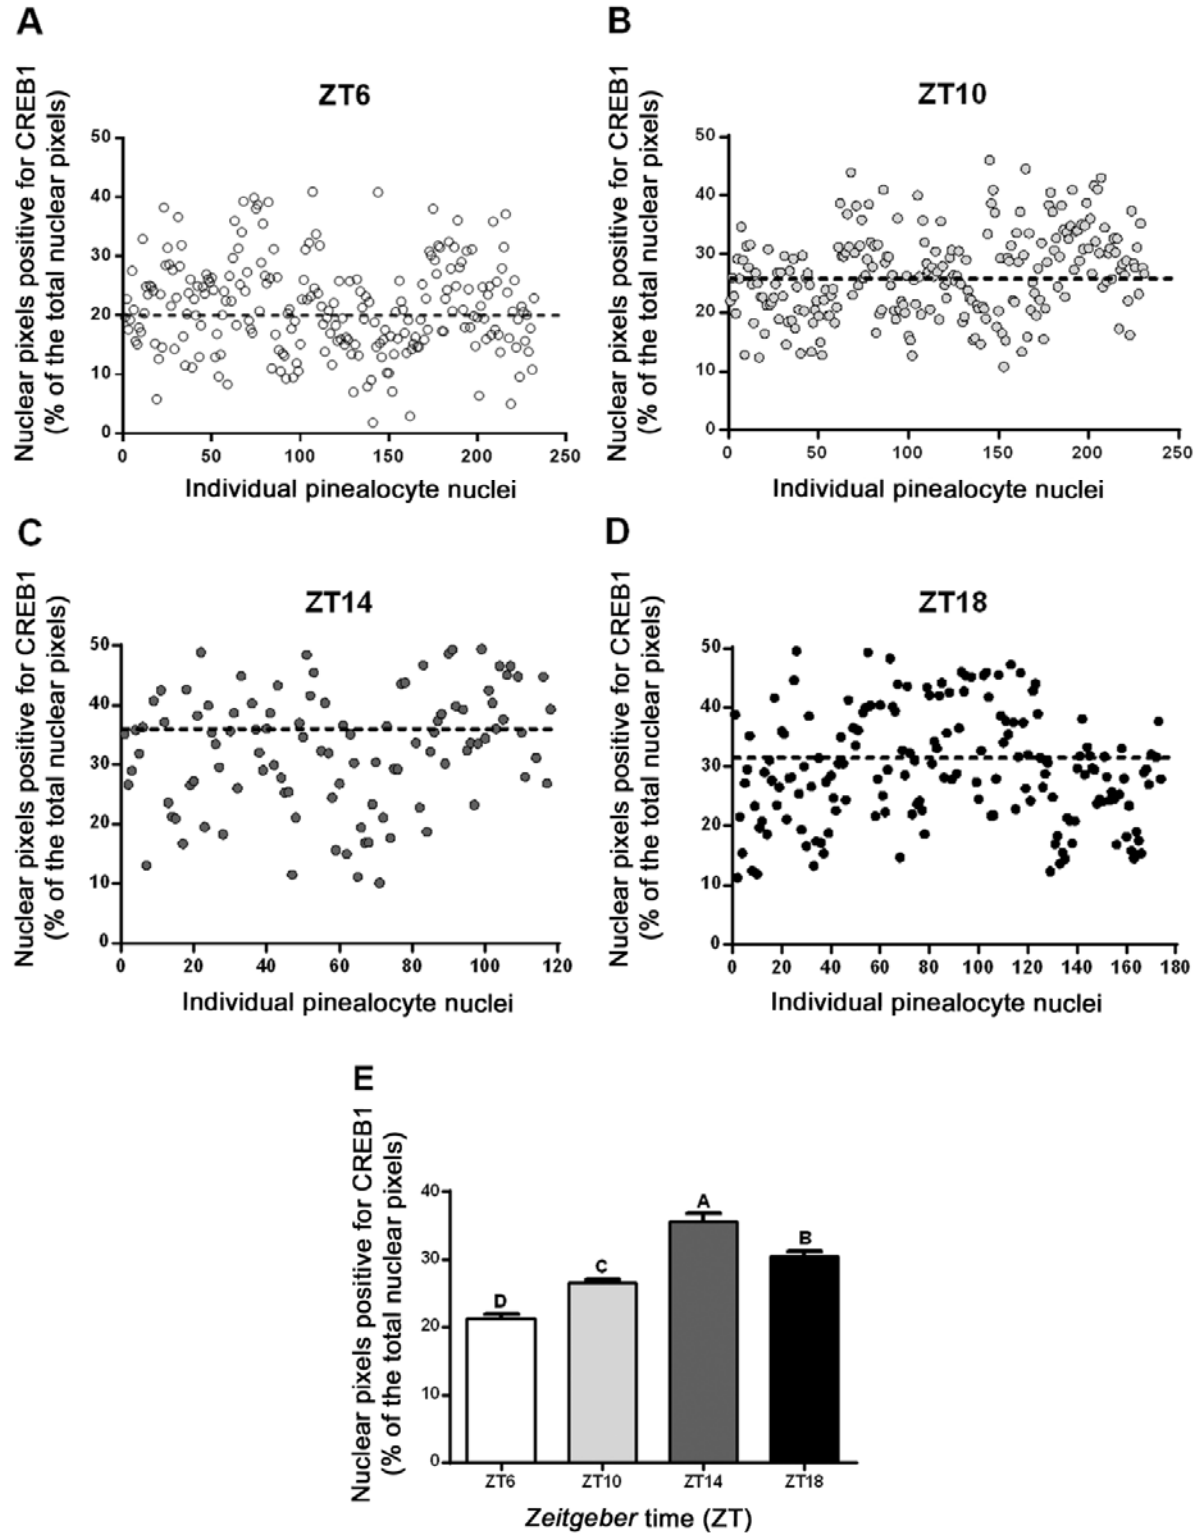 A
B
Nuclear pixels positive for CREB1
(% of the total nuclear pixels)
ZT6
50
40
30
20
10
0
0 50 100 150 200 250
Individual pinealocyte nuclei
Nuclear pixels positive for CREB1
(% of the total nuclear pixels)
ZT10
50
40
30
20
10
0
0 50 100 150 200 250
Individual pinealocyte nuclei
C
D
Nuclear pixels positive for CREB1
(% of the total nuclear pixels)
ZT14
50
40
30
20
10
0
0 20 40 60 80 100 120
Individual pinealocyte nuclei
Nuclear pixels positive for CREB1
(% of the total nuclear pixels)
ZT18
50
40
30
20
10
0
0 20 40 60 80 100 120 140 160 180
Individual pinealocyte nuclei
E
Nuclear pixels positive for CREB1
(% of the total nuclear pixels)
40
30
20
10
0
D
C
A
B
ZT6 ZT10 ZT14 ZT18
Zeitgeber time (ZT)